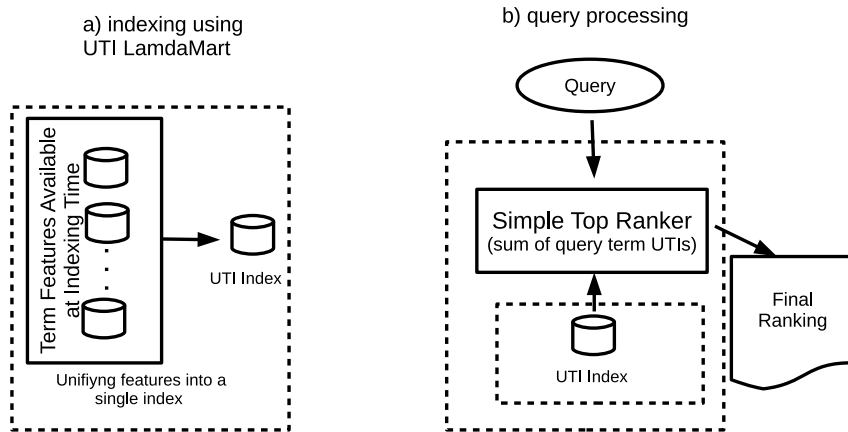 a) indexing using
UTI LamdaMart
Term Features Available
at Indexing Time
UTI Index
Unifiyng features into a
single index
b) query processing
Query
Simple Top Ranker
(sum of query term UTIs)
UTI Index
Final
Ranking